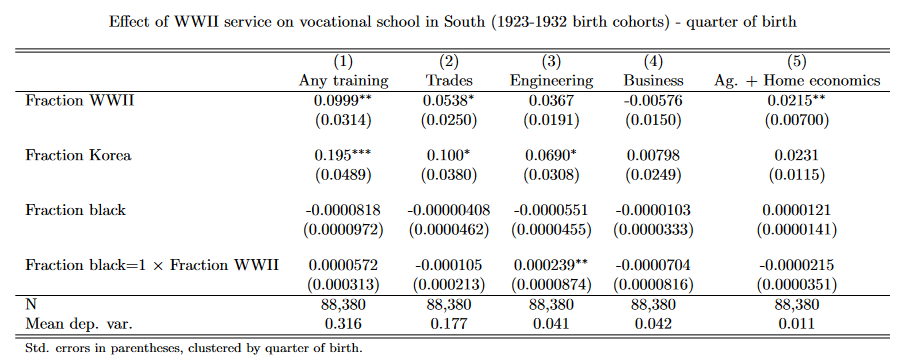 Effect of WWII service on vocational school in South (1923-1932 birth cohorts) - quarter of birth
(1) (2) (3) (4) (5)
Any training Trades Engineering Business Ag. + Home economics
Fraction WWII 0.0999** 0.0538* 0.0367 -0.00576 0.0215**
(0.0314) (0.0250) (0.0191) (0.0150) (0.00700)
Fraction Korea 0.195*** 0.100* 0.0690* 0.00798 0.0231
(0.0489) (0.0380) (0.0308) (0.0249) (0.0115)
Fraction black -0.0000818 -0.00000408 -0.0000551 -0.0000103 0.0000121
(0.0000972) (0.0000462) (0.0000455) (0.0000333) (0.0000141)
Fraction black=1 × Fraction WWII 0.0000572 -0.000105 0.000239** -0.0000704 -0.0000215
(0.000313) (0.000213) (0.0000874) (0.0000816) (0.0000351)
N 88,380 88,380 88,380 88,380 88,380
Mean dep. var. 0.316 0.177 0.041 0.042 0.011
Std. errors in parentheses, clustered by quarter of birth.